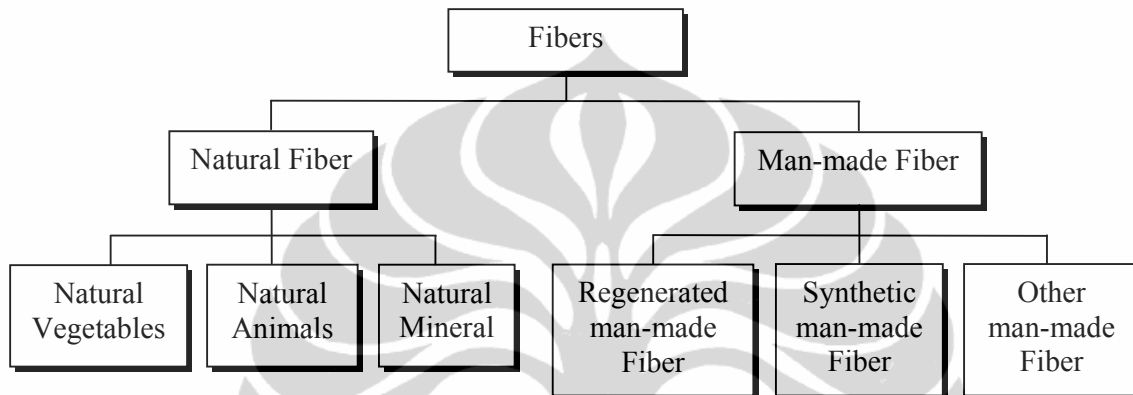 Fibers
Natural Fiber
Man-made Fiber
Natural
Vegetables
Natural
Animals
Natural
Mineral
Regenerated
man-made
Fiber
Synthetic
man-made
Fiber
Other
man-made
Fiber